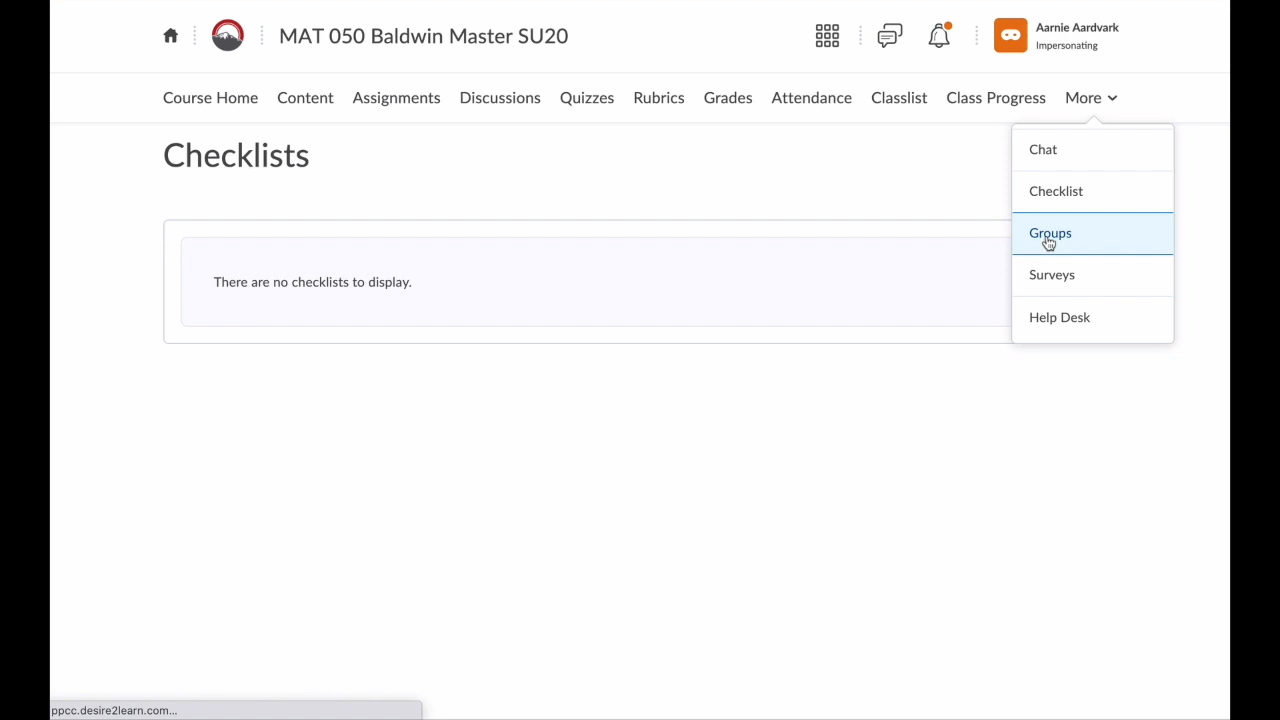 MAT 050 Baldwin Master SU20
Aarnie Aardvark
Impersonating
Course Home Content Assignments Discussions Quizzes Rubrics Grades Attendance Classlist Class Progress More
Checklists
Chat
Checklist
Groups
Surveys
Help Desk
There are no checklists to display.
ppcc.desire2learn.com...